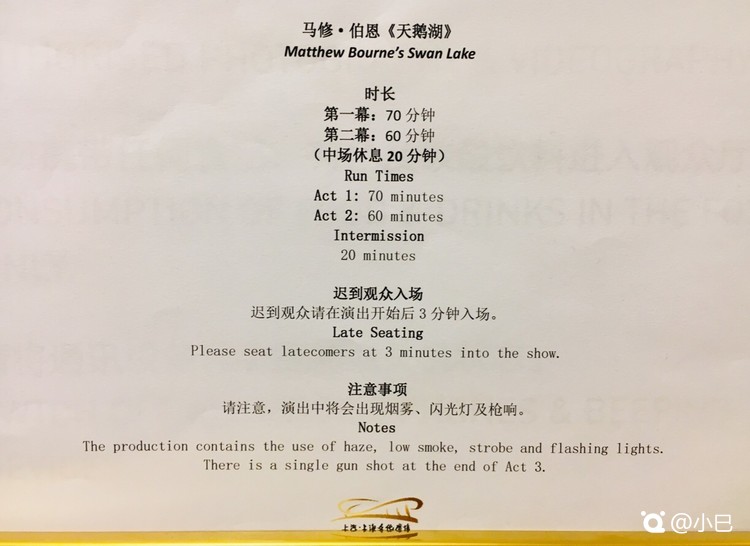 马修·伯恩《天鹅湖》
Matthew Bourne's Swan Lake
时长
第一幕：70 分钟
第二幕：60 分钟
（中场休息 20 分钟）
Run Times
Act 1: 70 minutes
Act 2: 60 minutes
Intermission
20 minutes
迟到观众入场
迟到观众请在演出开始后 3 分钟入场。
Late Seating
Please seat latecomers at 3 minutes into the show.
注意事项
请注意，演出中将会出现烟雾、闪光灯及枪响。
Notes
The production contains the use of haze, low smoke, strobe and flashing lights.
There is a single gun shot at the end of Act 3.
@小巳